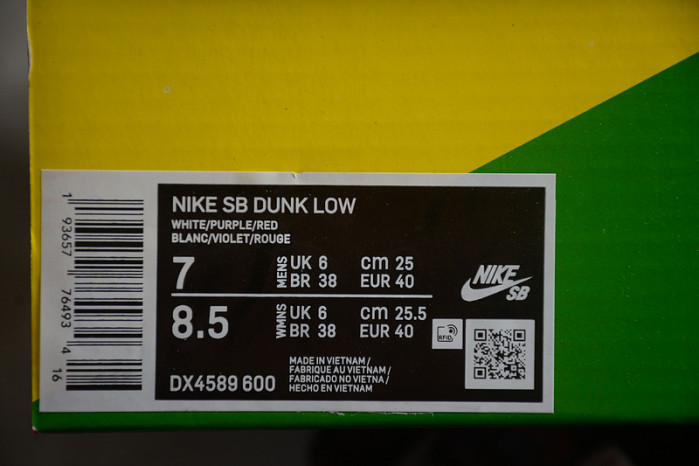 NIKE SB DUNK LOW
WHITE/PURPLE/RED
BLANC/VIOLET/ROUGE
7 MENS UK 6 cm 25
BR 38 EUR 40
8.5 WMNS UK 6 cm 25.5
BR 38 EUR 40
NIKE
SB
RFID
DX4589 600
MADE IN VIETNAM /
FABRIQUE AU VIETNAM /
FABRICADO NO VIETNA /
HECHO EN VIETNAM
1 93657 76493 4 16